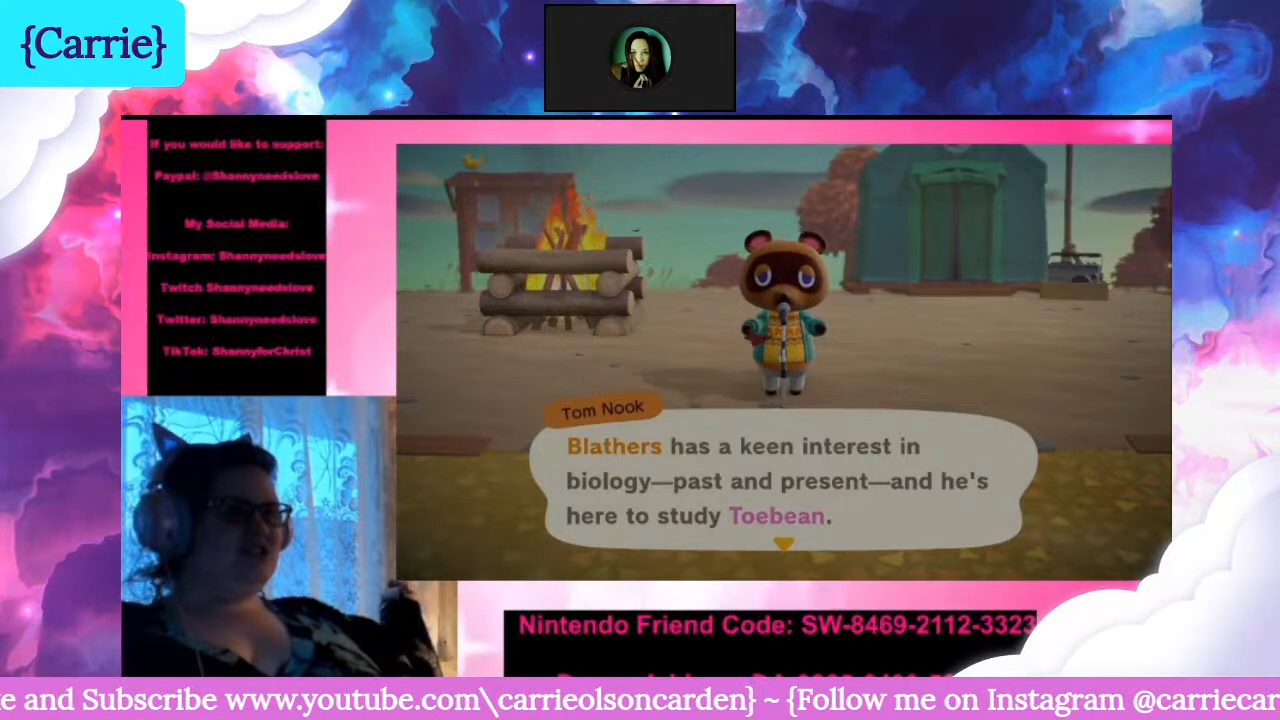 {Carrie}
If you would like to support:
Paypal: @Shannyneedslove
My Social Media:
Instagram: Shannyneedslove
Twitch Shannyneedslove
Twitter: Shannyneedslove
TikTok: ShannyforChrist
Tom Nook
Blathers has a keen interest in
biology—past and present—and he's
here to study Toebean.
Nintendo Friend Code: SW-8469-2112-3323
and Subscribe www.youtube.com\carrieolsoncarden} ~ {Follow me on Instagram